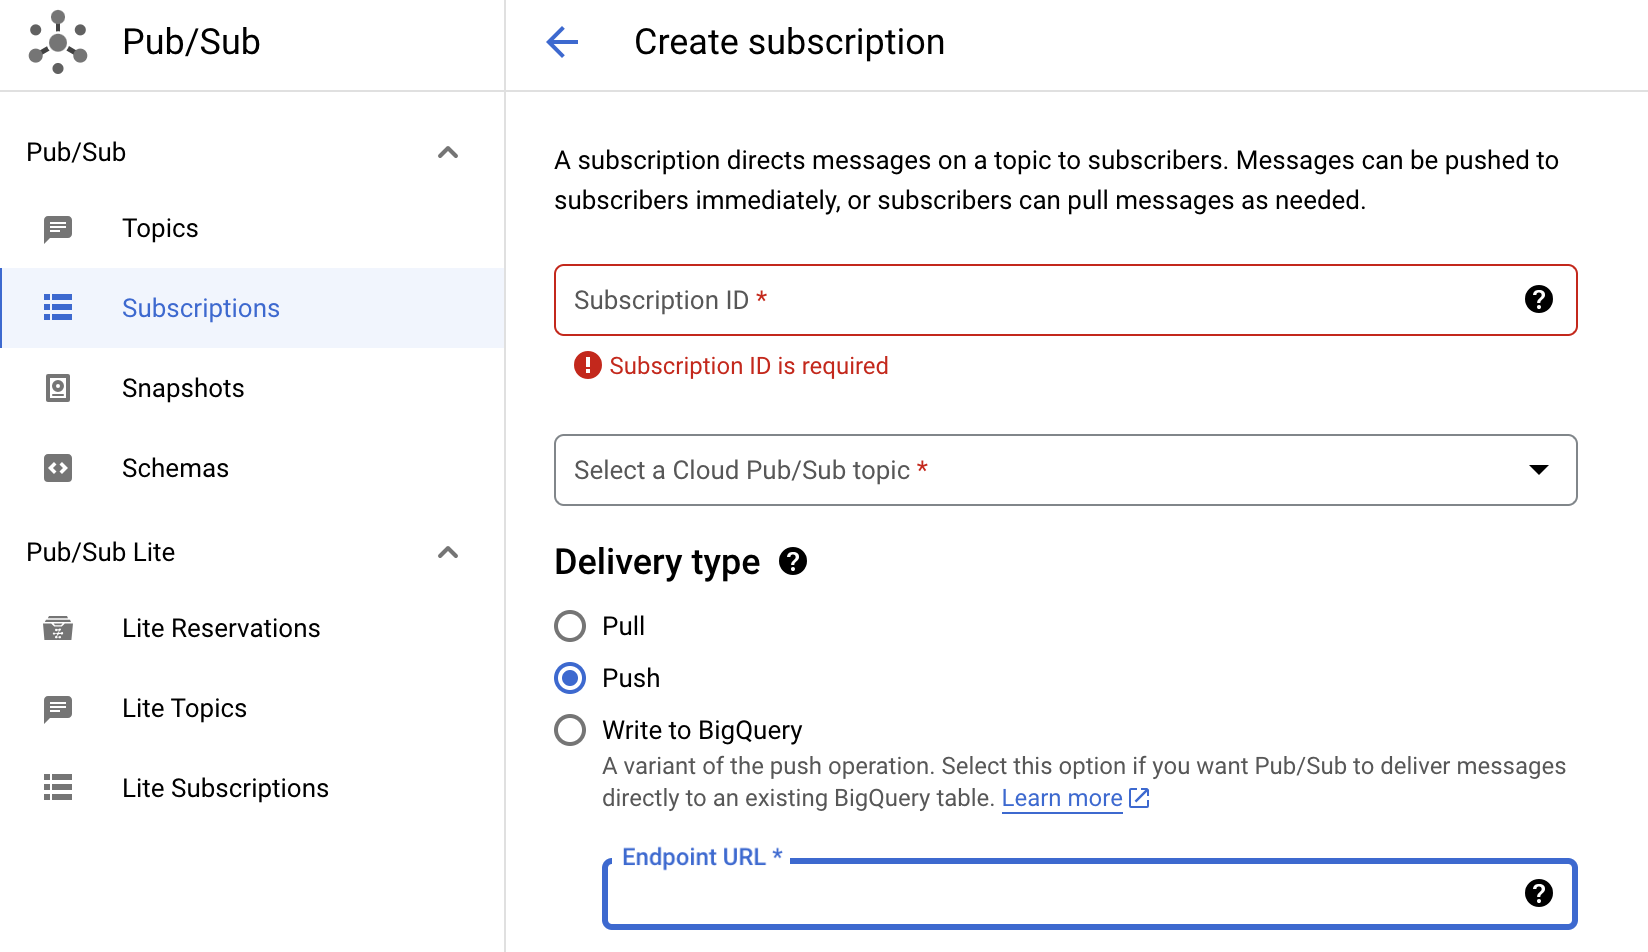 Pub/Sub
Create subscription
Pub/Sub
Topics
Subscriptions
Snapshots
Schemas
Pub/Sub Lite
Lite Reservations
Lite Topics
Lite Subscriptions
A subscription directs messages on a topic to subscribers. Messages can be pushed to
subscribers immediately, or subscribers can pull messages as needed.
Subscription ID *
Subscription ID is required
Select a Cloud Pub/Sub topic *
Delivery type
Pull
Push
Write to BigQuery
A variant of the push operation. Select this option if you want Pub/Sub to deliver messages
directly to an existing BigQuery table. Learn more
Endpoint URL *